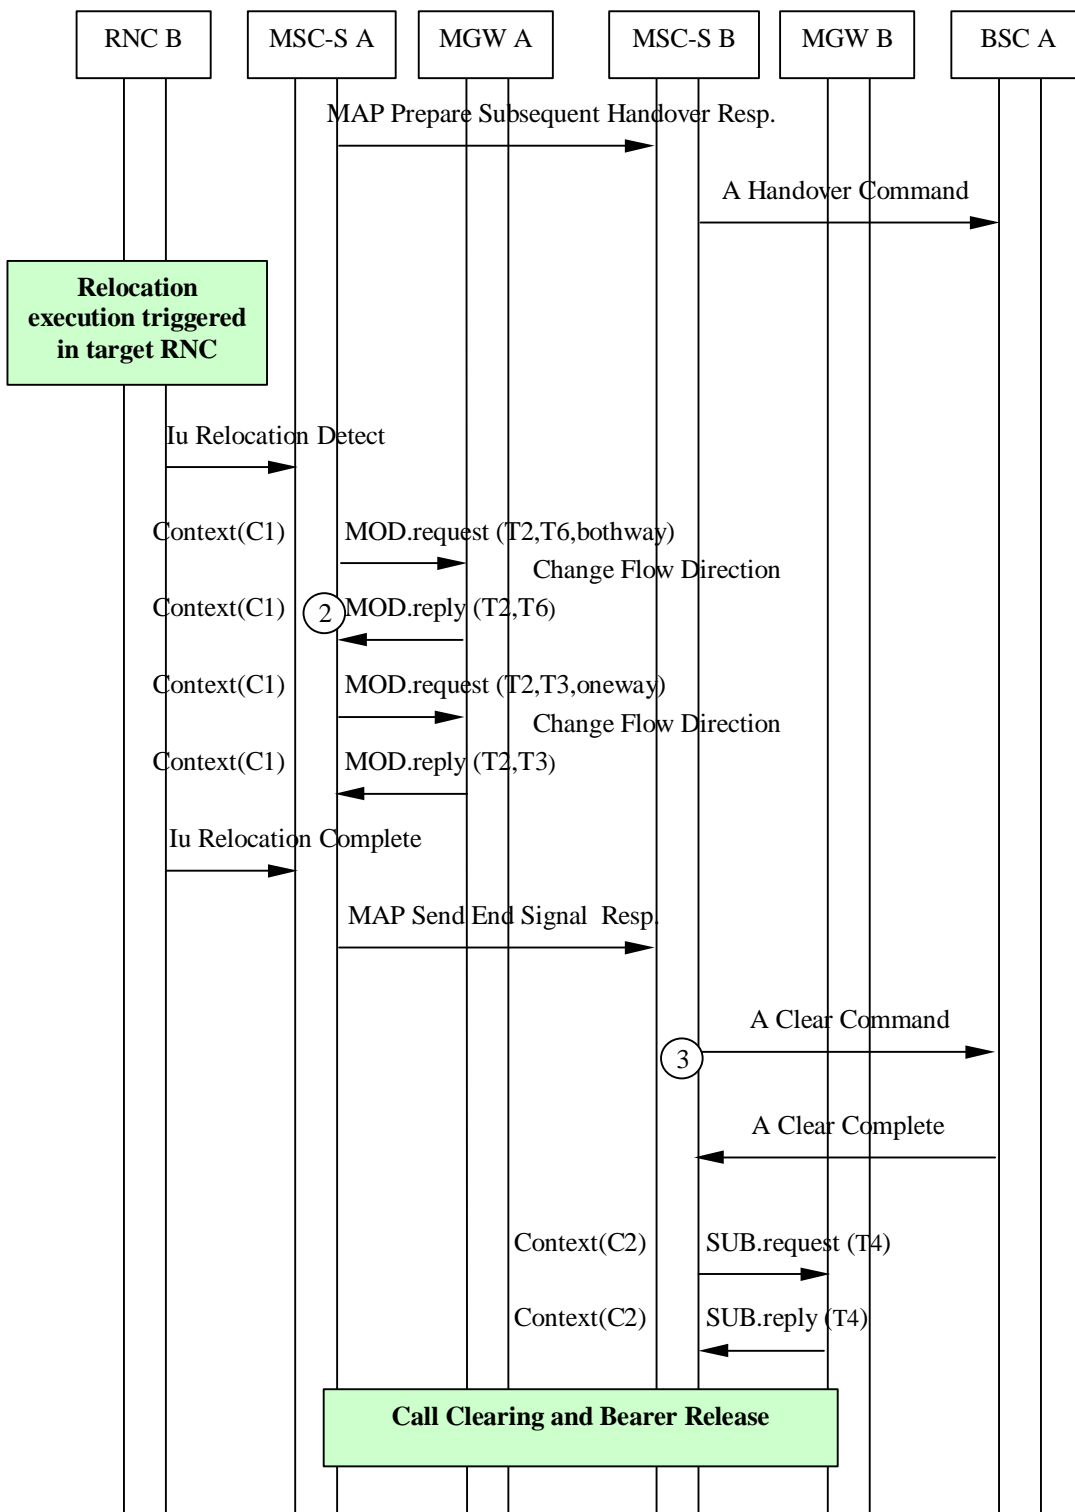 RNC B
MSC-S A
MGW A
MSC-S B
MGW B
BSC A
MAP Prepare Subsequent Handover Resp.
A Handover Command
Relocation
execution triggered
in target RNC
Iu Relocation Detect
Context(C1)
MOD.request (T2,T6,bothway)
Change Flow Direction
Context(C1)
2
MOD.reply (T2,T6)
Context(C1)
MOD.request (T2,T3,oneway)
Change Flow Direction
Context(C1)
MOD.reply (T2,T3)
Iu Relocation Complete
MAP Send End Signal Resp.
A Clear Command
3
A Clear Complete
Context(C2)
SUB.request (T4)
Context(C2)
SUB.reply (T4)
Call Clearing and Bearer Release